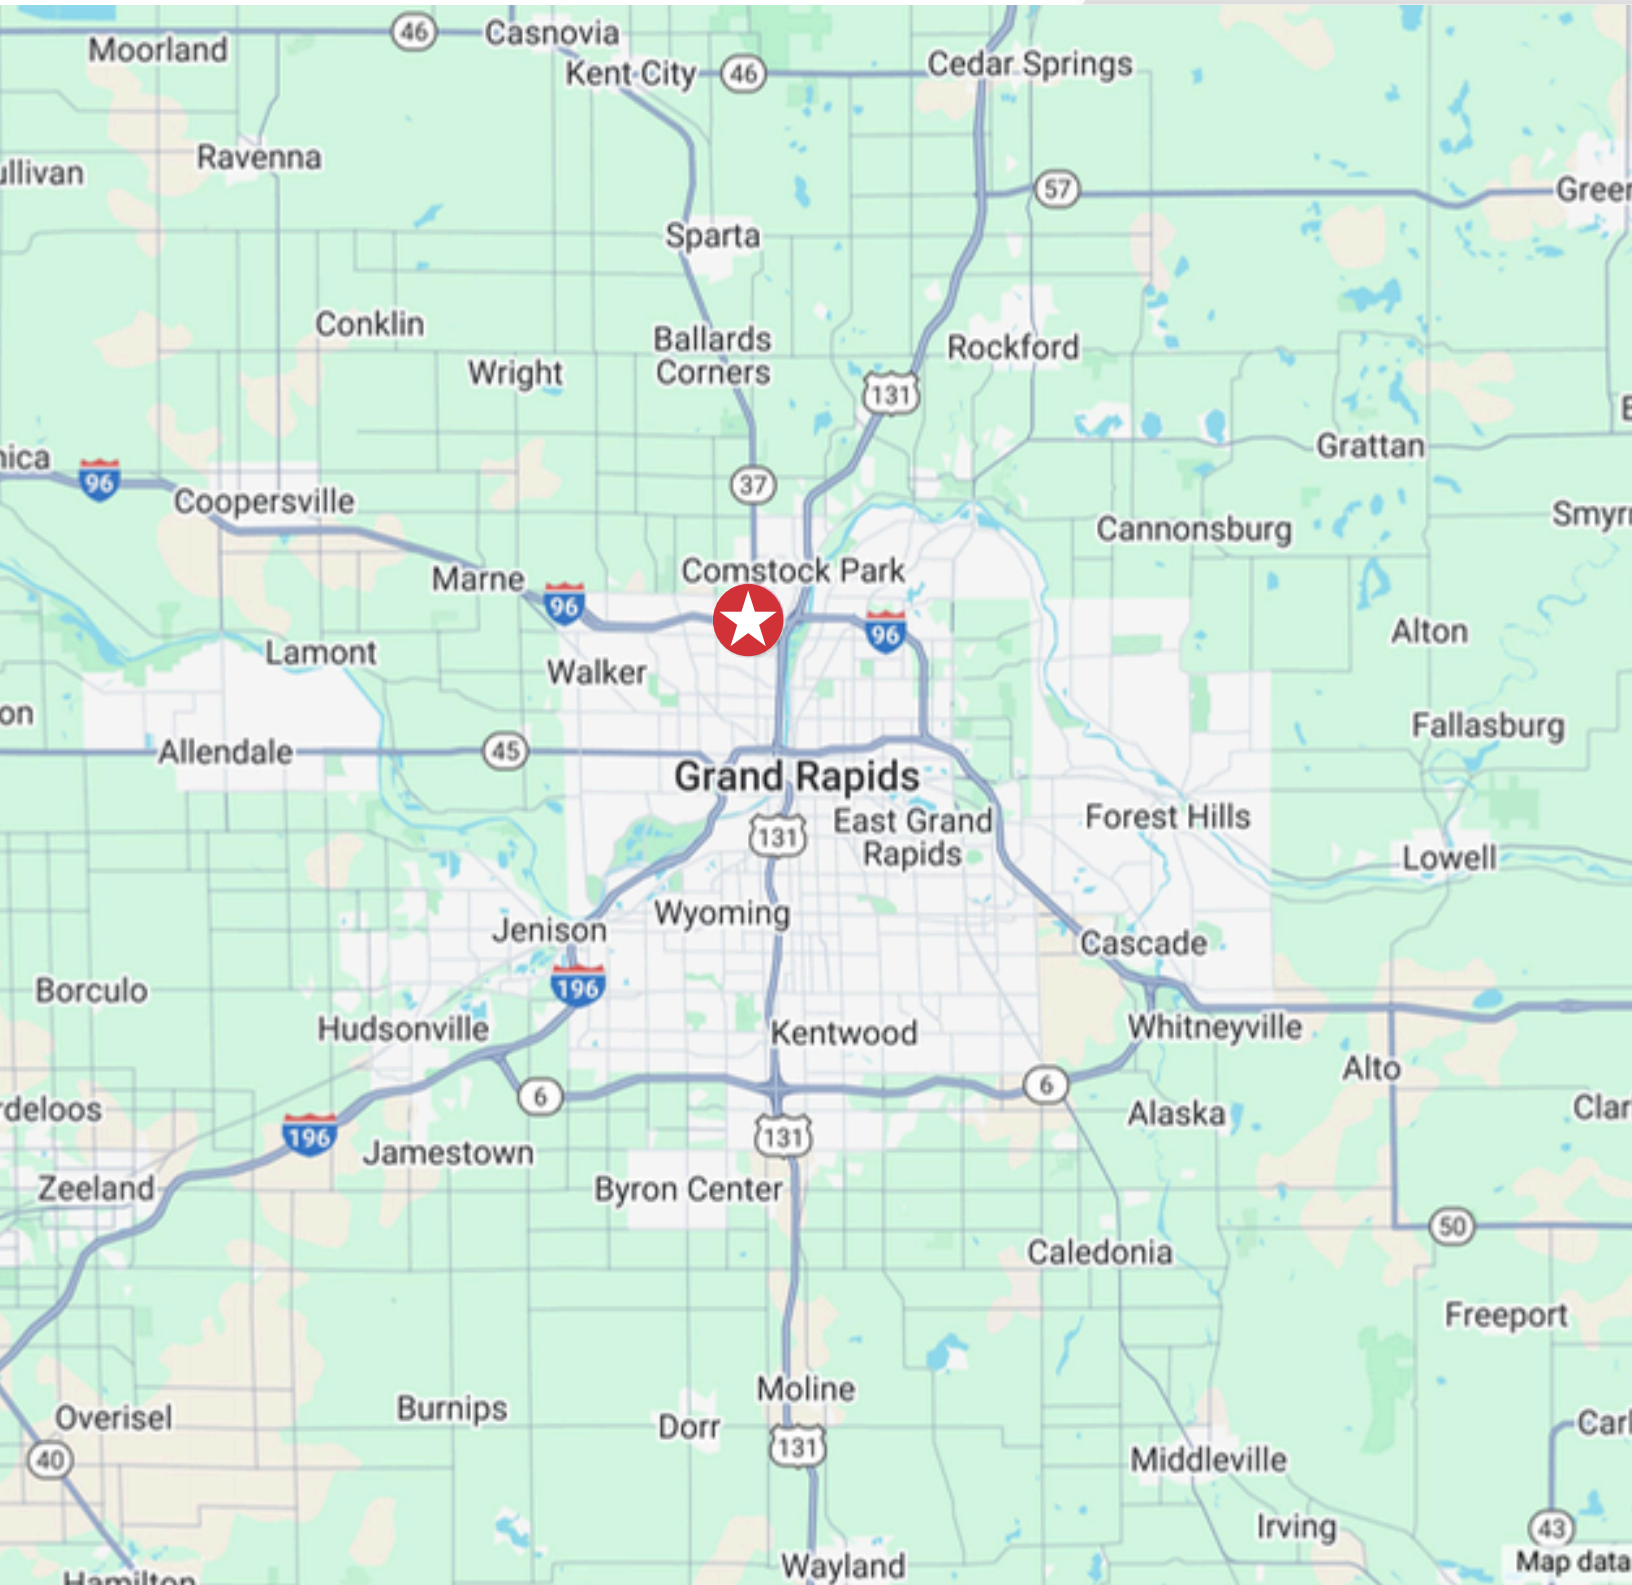 46
Casnovia
Moorland
Kent City
46
Cedar Springs
Ravenna
ullivan
57
Green
Sparta
Conklin
Ballards
Corners
Rockford
Wright
131
Grattan
nica
96
37
Coopersville
Smyr
Cannonsburg
Comstock Park
Marne
96
96
Alton
Lamont
Walker
on
Fallasburg
Allendale
45
Grand Rapids
East Grand
Rapids
Forest Hills
131
Lowell
Wyoming
Jenison
Cascade
196
Borculo
Hudsonville
Kentwood
Whitneyville
Alto
6
6
rdeloos
Alaska
Clar
196
131
Jamestown
Zeeland
Byron Center
50
Caledonia
Freeport
Moline
Overisel
Burnips
Dorr
Carl
131
40
Middleville
Irving
43
Wayland
Map data
Hamilton